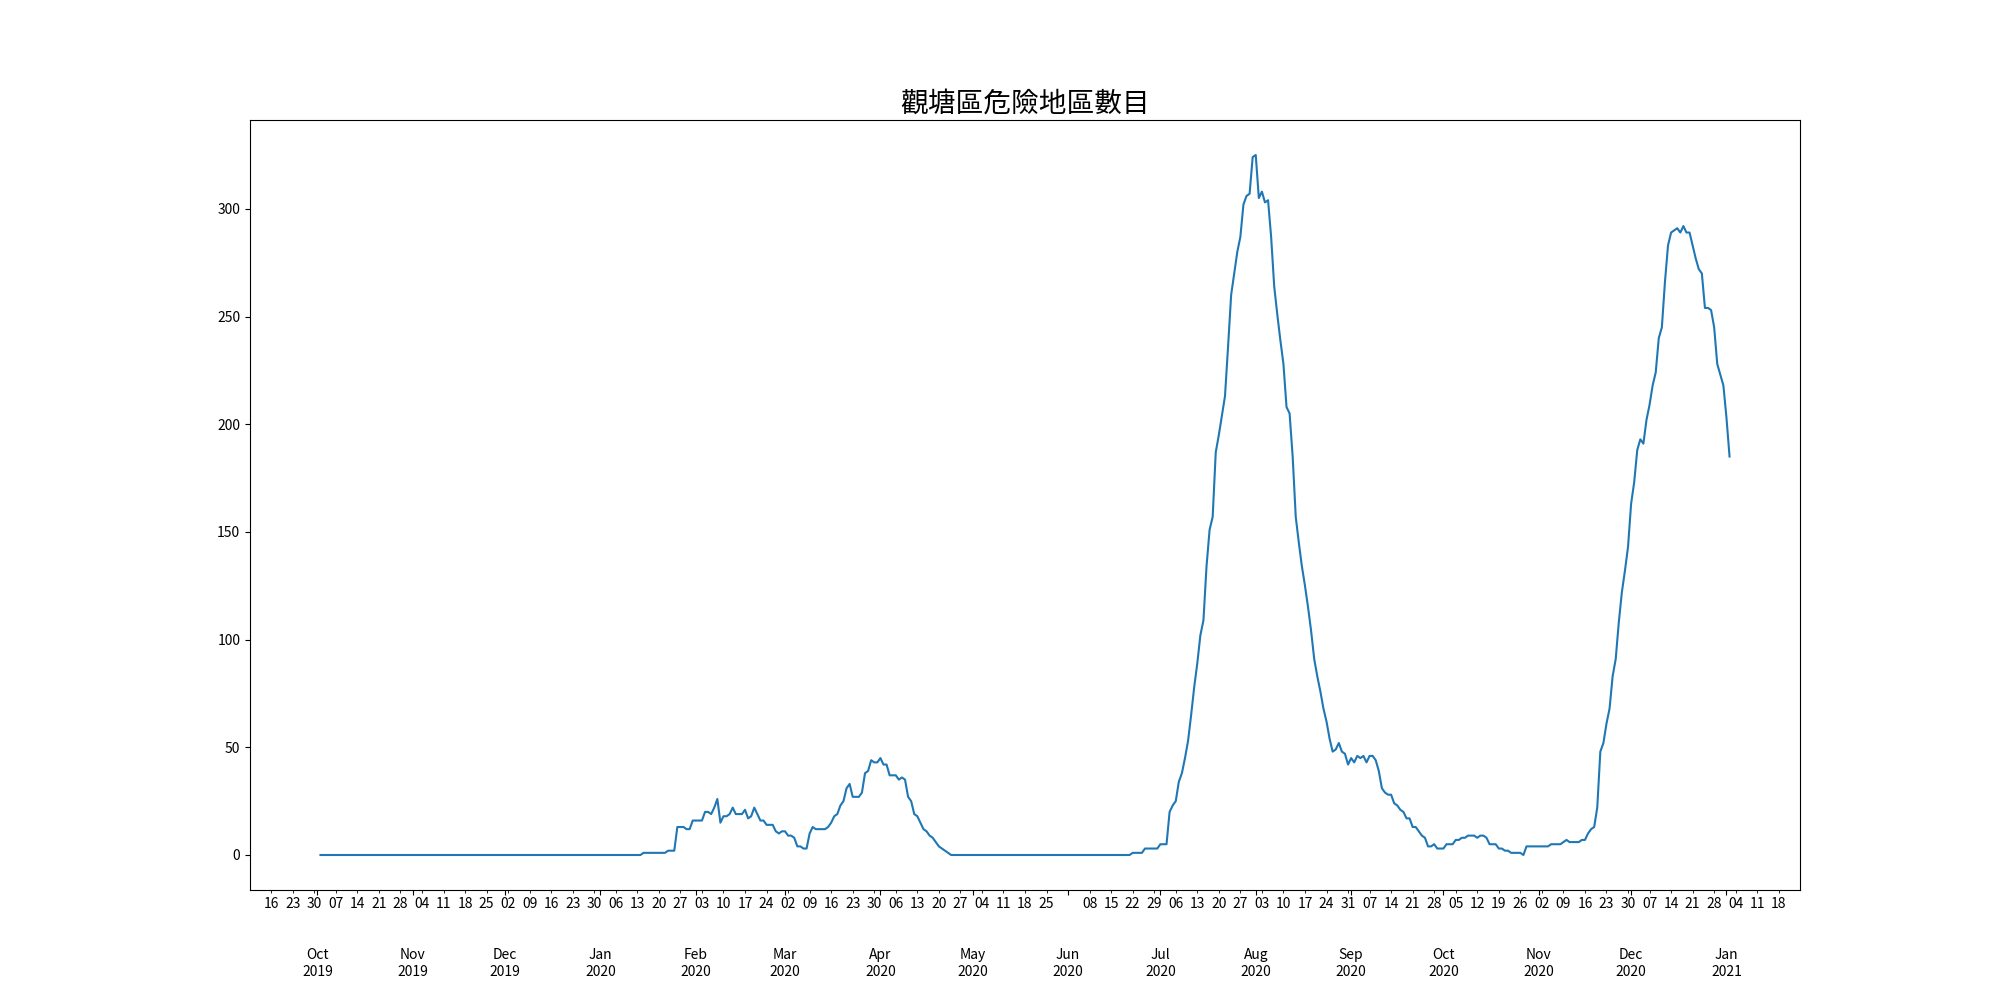 觀塘區危險地區數目
300
250
200
150
100
50
0
16 23 30 07 14 21 28 04 11 18 25 02 09 16 23 30 06 13 20 27 03 10 17 24 02 09 16 23 30 06 13 20 27 04 11 18 25 08 15 22 29 06 13 20 27 03 10 17 24 31 07 14 21 28 05 12 19 26 02 09 16 23 30 07 14 21 28 04 11 18
Oct Nov Dec Jan Feb Mar Apr May Jun Jul Aug Sep Oct Nov Dec Jan
2019 2019 2019 2020 2020 2020 2020 2020 2020 2020 2020 2020 2020 2020 2020 2021